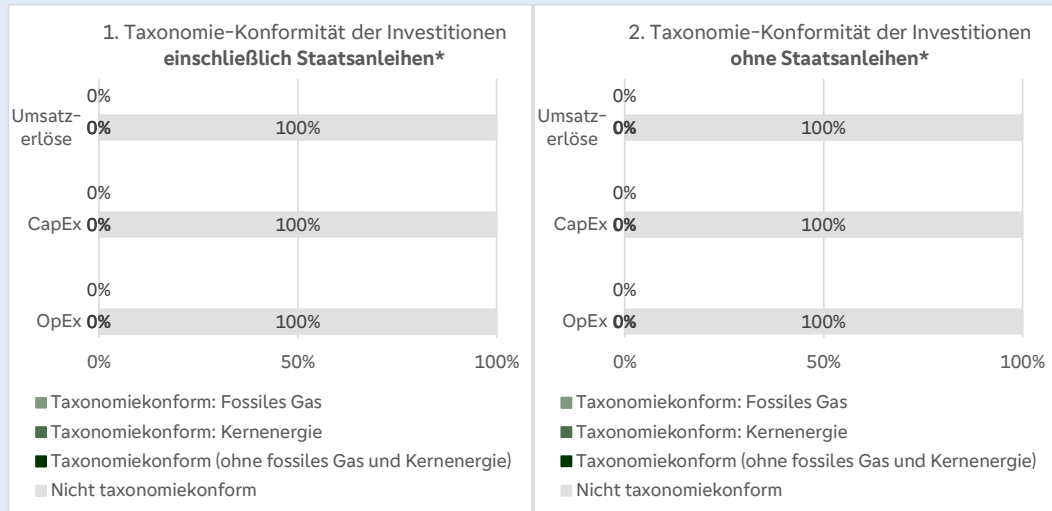 1. Taxonomie-Konformität der Investitionen
einschließlich Staatsanleihen*
0%
Umsatz-
erlöse
0%
100%
0%
CapEx
0%
100%
0%
OpEx
0%
100%
0%
50%
100%
Taxonomiekonform: Fossiles Gas
Taxonomiekonform: Kernenergie
Taxonomiekonform (ohne fossiles Gas und Kernenergie)
Nicht taxonomiekonform
2. Taxonomie-Konformität der Investitionen
ohne Staatsanleihen*
0%
Umsatz-
erlöse
0%
100%
0%
CapEx
0%
100%
0%
OpEx
0%
100%
0%
50%
100%
Taxonomiekonform: Fossiles Gas
Taxonomiekonform: Kernenergie
Taxonomiekonform (ohne fossiles Gas und Kernenergie)
Nicht taxonomiekonform